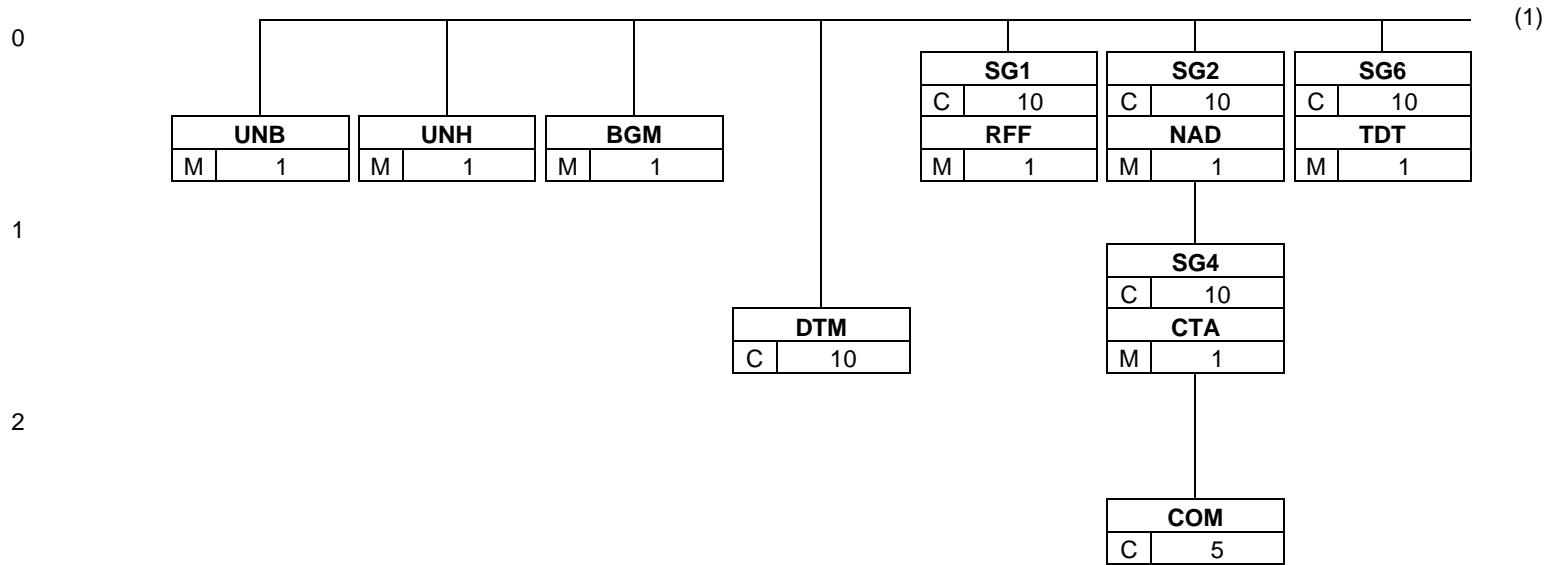 (1)
0
SG1 SG2 SG6
C 10 C 10 C 10
UNB UNH BGM RFF NAD TDT
M 1 M 1 M 1 M 1 M 1 M 1
1
SG4
C 10
DTM CTA
C 10 M 1
2
COM
C 5